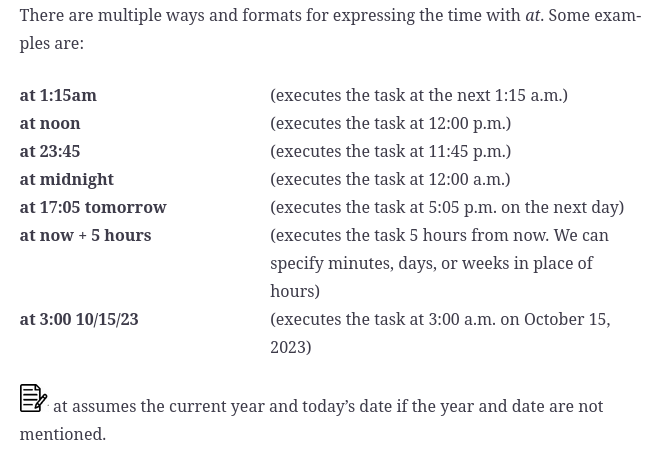 There are multiple ways and formats for expressing the time with at. Some exam-
ples are:
at 1:15am (executes the task at the next 1:15 a.m.)
at noon (executes the task at 12:00 p.m.)
at 23:45 (executes the task at 11:45 p.m.)
at midnight (executes the task at 12:00 a.m.)
at 17:05 tomorrow (executes the task at 5:05 p.m. on the next day)
at now + 5 hours (executes the task 5 hours from now. We can
specify minutes, days, or weeks in place of
hours)
at 3:00 10/15/23 (executes the task at 3:00 a.m. on October 15,
2023)
at assumes the current year and today’s date if the year and date are not
mentioned.